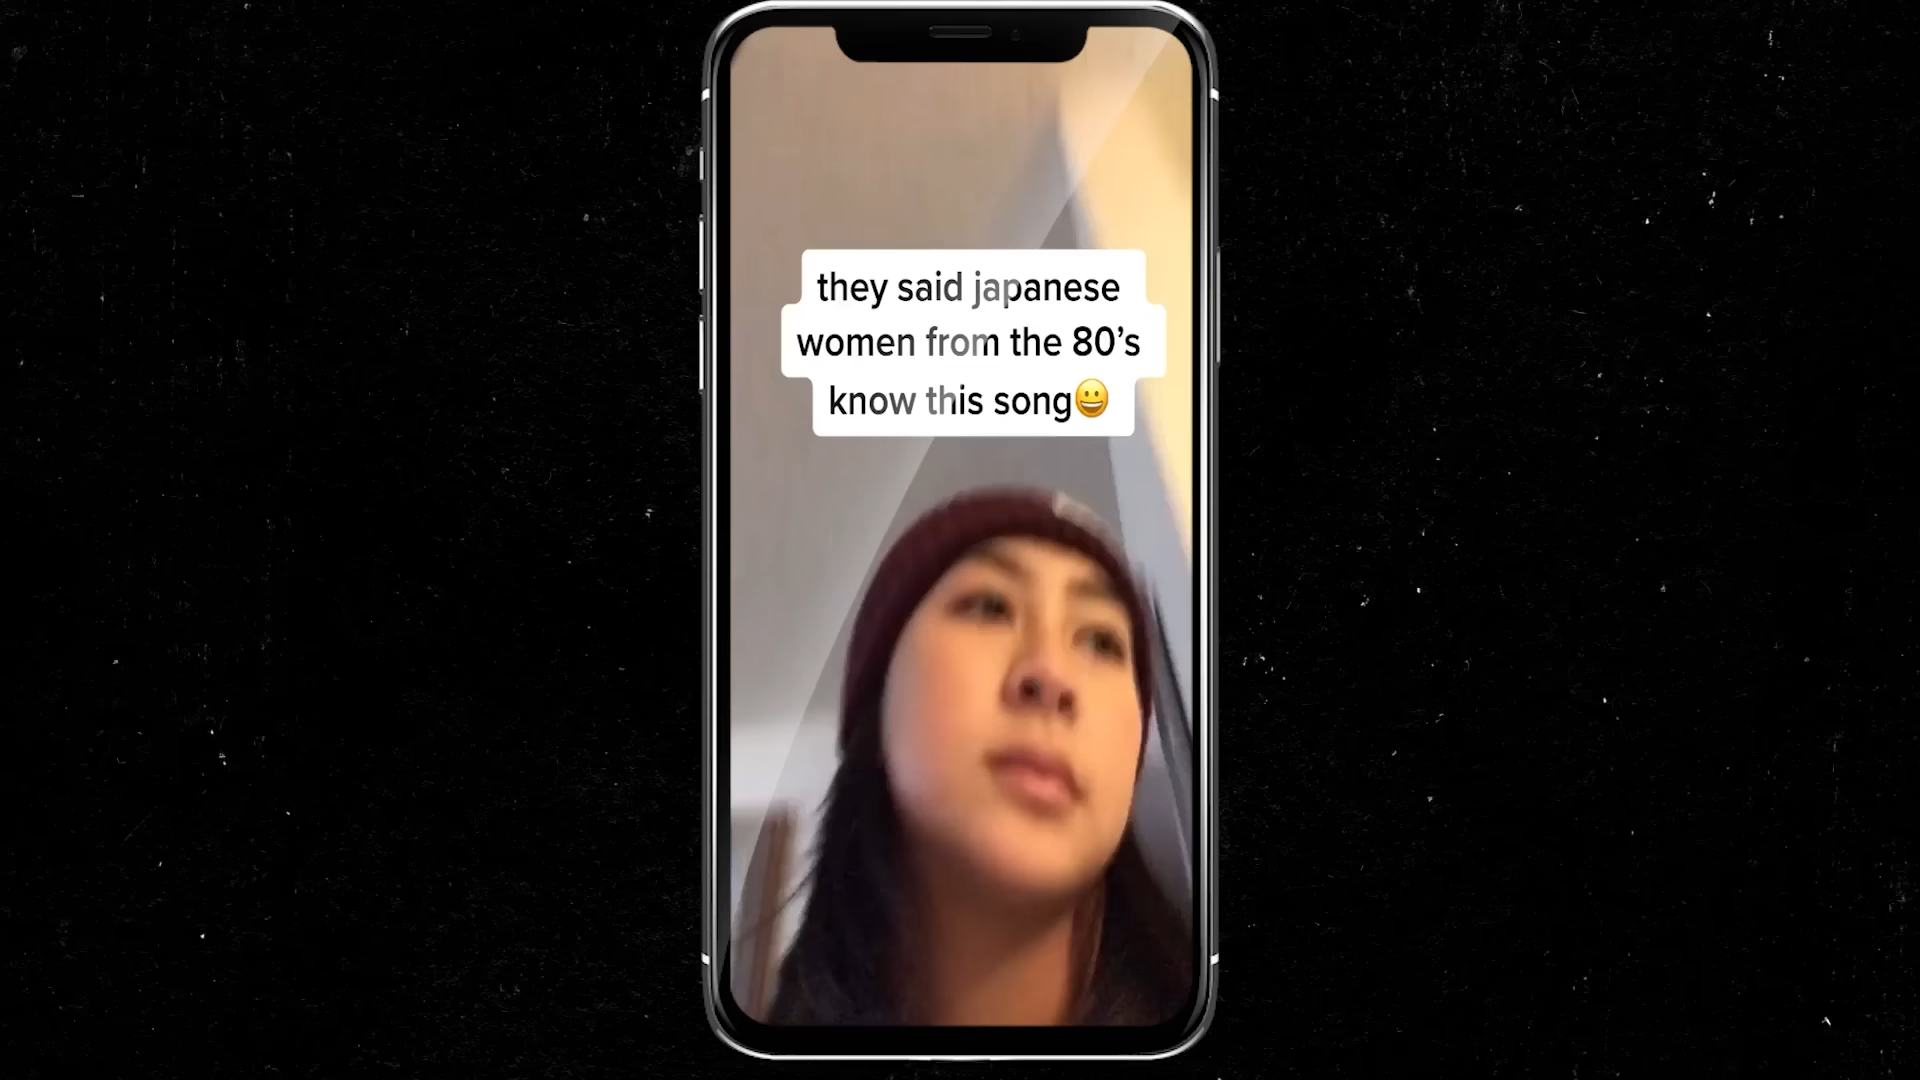 they said japanese
women from the 80’s
know this song😀